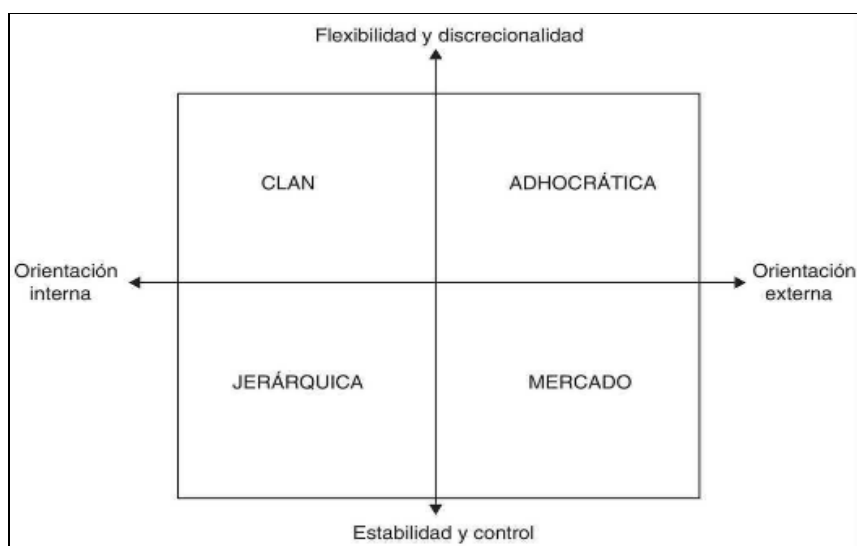 Flexibilidad y discrecionalidad
CLAN
ADHOCRÁTICA
Orientación
interna
Orientación
externa
JERÁRQUICA
MERCADO
Estabilidad y control